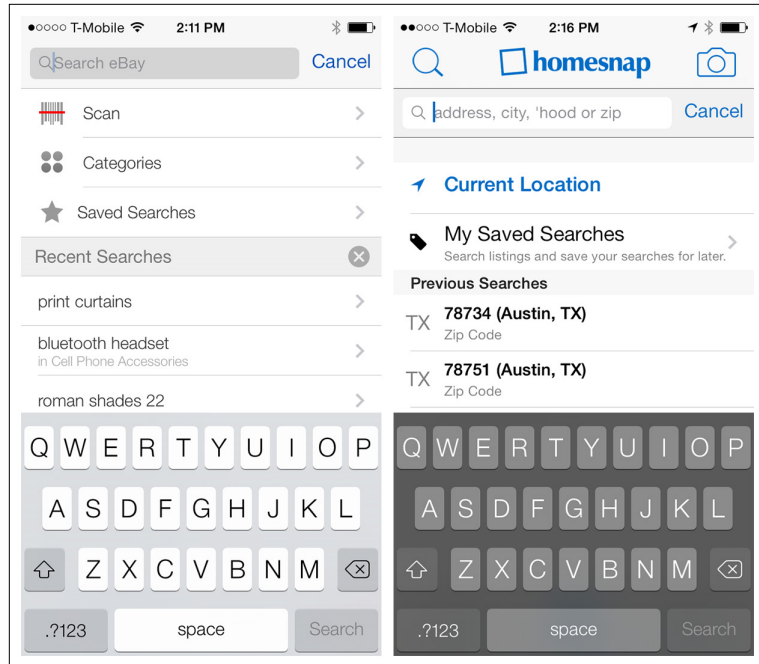 T-Mobile 2:11 PM
Search eBay Cancel
Scan
Categories
Saved Searches
Recent Searches
print curtains
bluetooth headset
in Cell Phone Accessories
roman shades 22
Q W E R T Y U I O P
A S D F G H J K L
Z X C V B N M
.?123 space Search
T-Mobile 2:16 PM
homesnap
address, city, 'hood or zip Cancel
Current Location
My Saved Searches
Search listings and save your searches for later.
Previous Searches
TX 78734 (Austin, TX)
Zip Code
TX 78751 (Austin, TX)
Zip Code
Q W E R T Y U I O P
A S D F G H J K L
Z X C V B N M
.?123 space Search